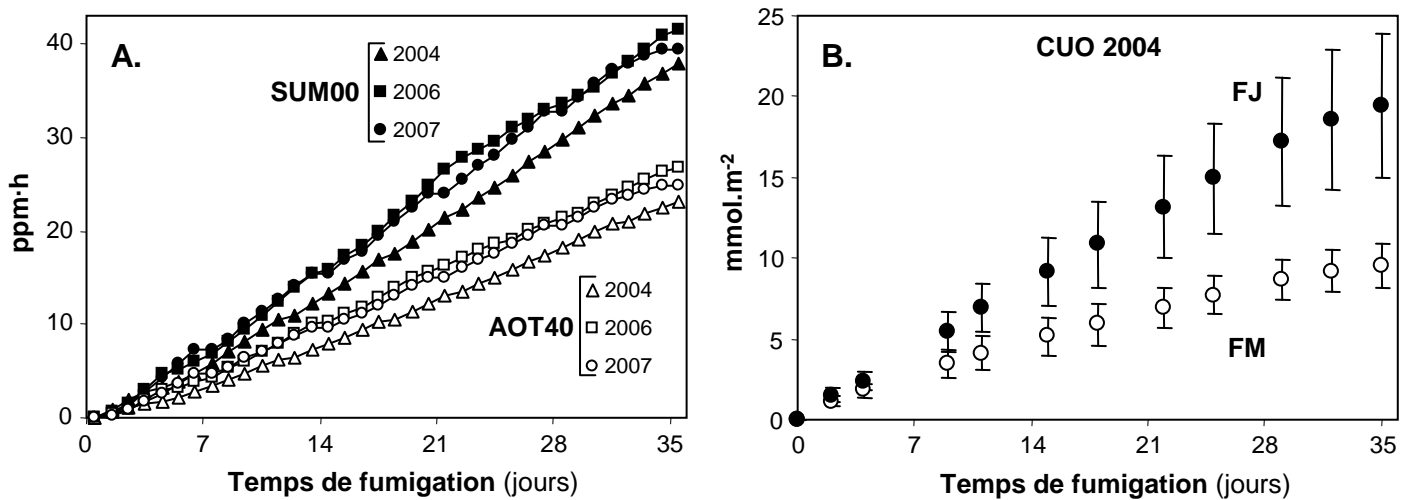 A.
SUM00
2004
2006
2007
AOT40
2004
2006
2007
ppm·h
40
30
20
10
0
0 7 14 21 28 35
Temps de fumigation (jours)
B.
CUO 2004
FJ
FM
mmol.m-2
25
20
15
10
5
0
0 7 14 21 28 35
Temps de fumigation (jours)